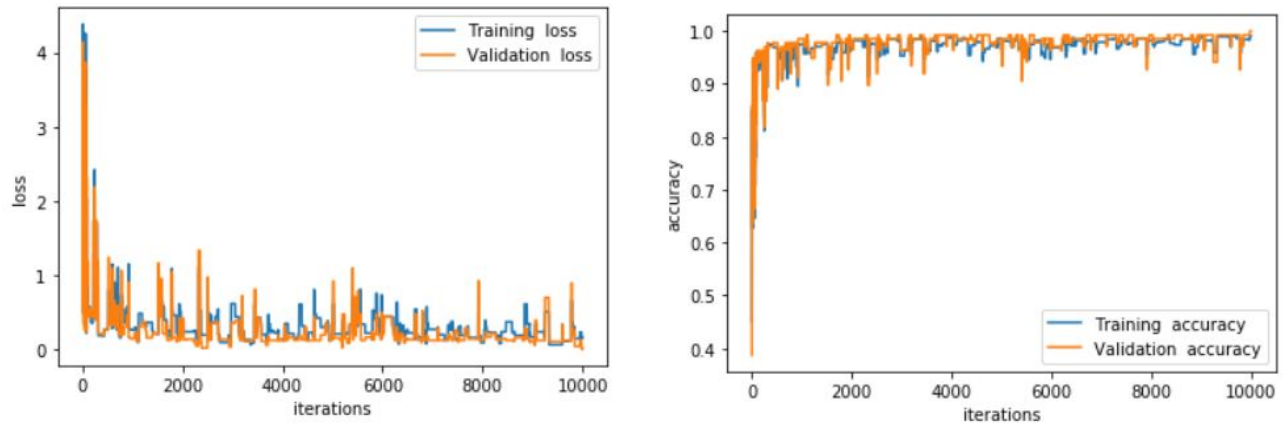 Training loss
Validation loss
loss
4
3
2
1
0
0 2000 4000 6000 8000 10000
iterations
accuracy
1.0
0.9
0.8
0.7
0.6
0.5
0.4
Training accuracy
Validation accuracy
0 2000 4000 6000 8000 10000
iterations